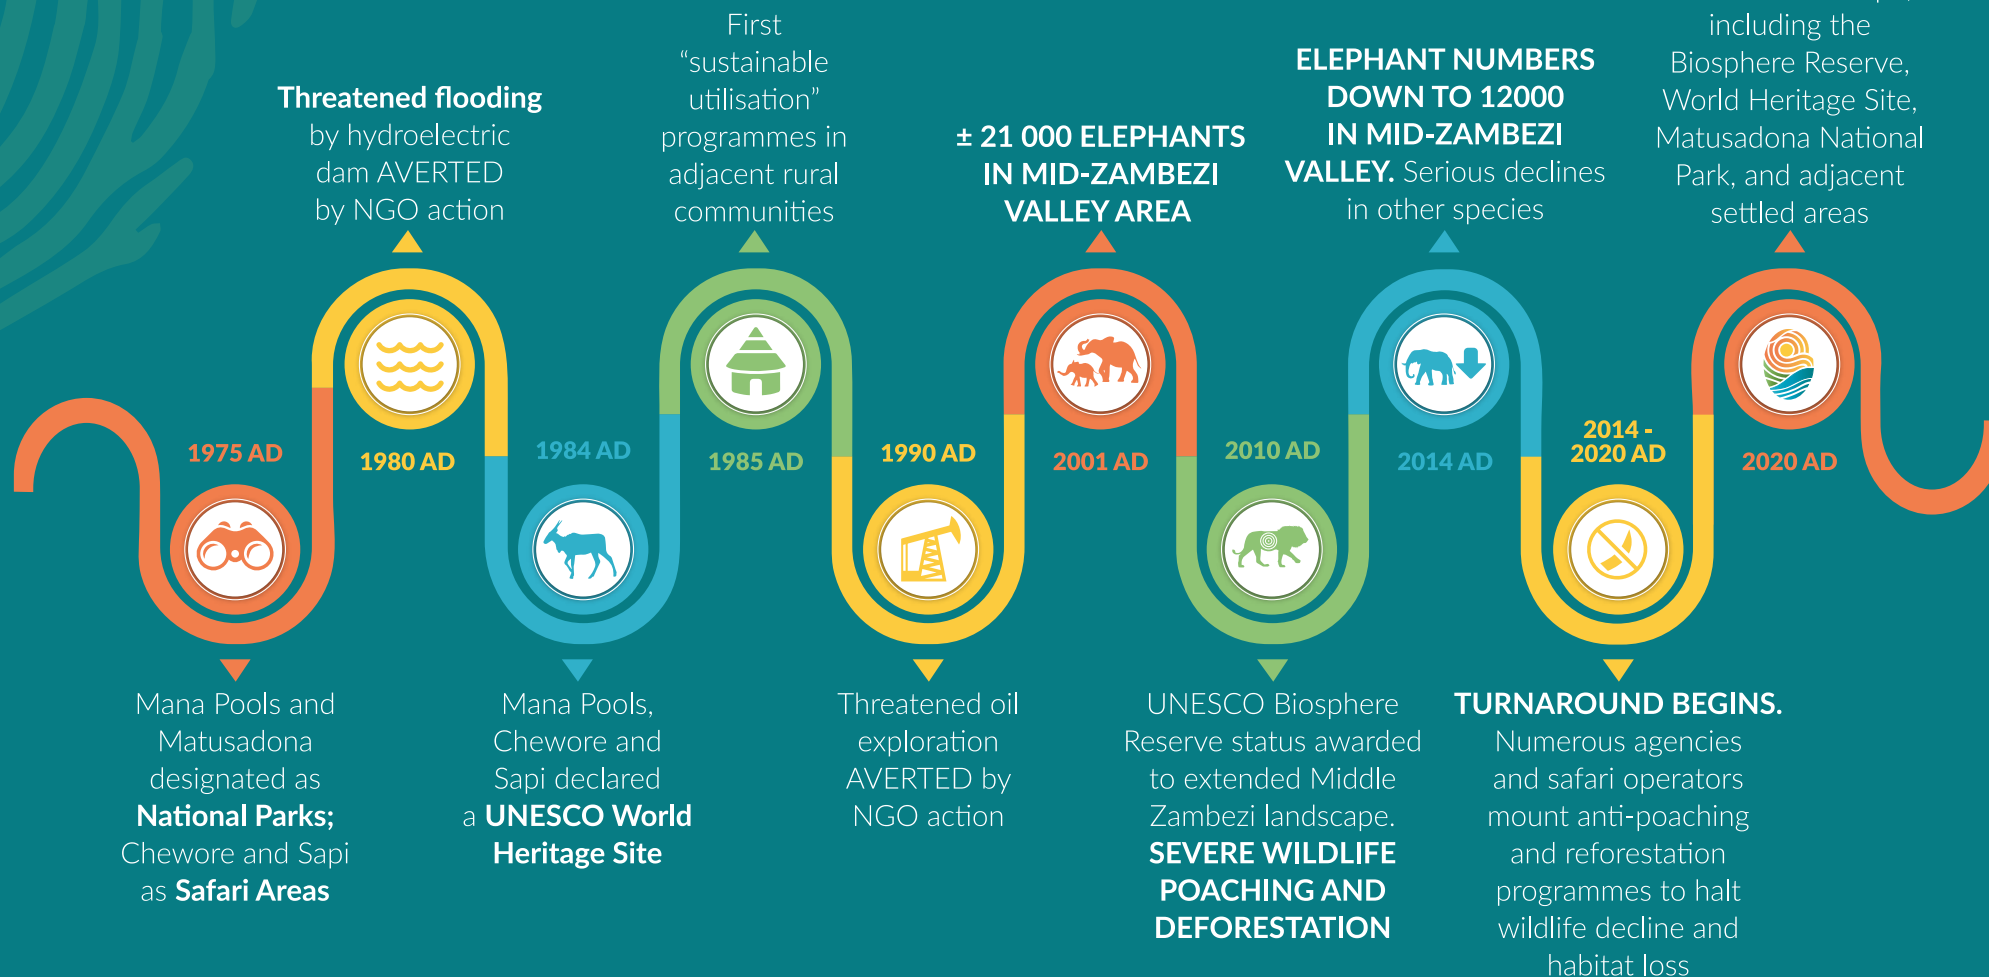 1975 AD
Mana Pools and
Matusadona
designated as
National Parks;
Chewore and Sapi
as Safari Areas
Threatened flooding
by hydroelectric
dam AVERTED
by NGO action
1980 AD
1984 AD
Mana Pools,
Chewore and
Sapi declared
a UNESCO World
Heritage Site
First
“sustainable
utilisation”
programmes in
adjacent rural
communities
1985 AD
1990 AD
Threatened oil
exploration
AVERTED by
NGO action
± 21 000 ELEPHANTS
IN MID-ZAMBEZI
VALLEY AREA
2001 AD
2010 AD
UNESCO Biosphere
Reserve status awarded
to extended Middle
Zambezi landscape.
SEVERE WILDLIFE
POACHING AND
DEFORESTATION
ELEPHANT NUMBERS
DOWN TO 12000
IN MID-ZAMBEZI
VALLEY. Serious declines
in other species
2014 AD
2014 -
2020 AD
TURNAROUND BEGINS.
Numerous agencies
and safari operators
mount anti-poaching
and reforestation
programmes to halt
wildlife decline and
habitat loss
including the
Biosphere Reserve,
World Heritage Site,
Matusadona National
Park, and adjacent
settled areas
2020 AD